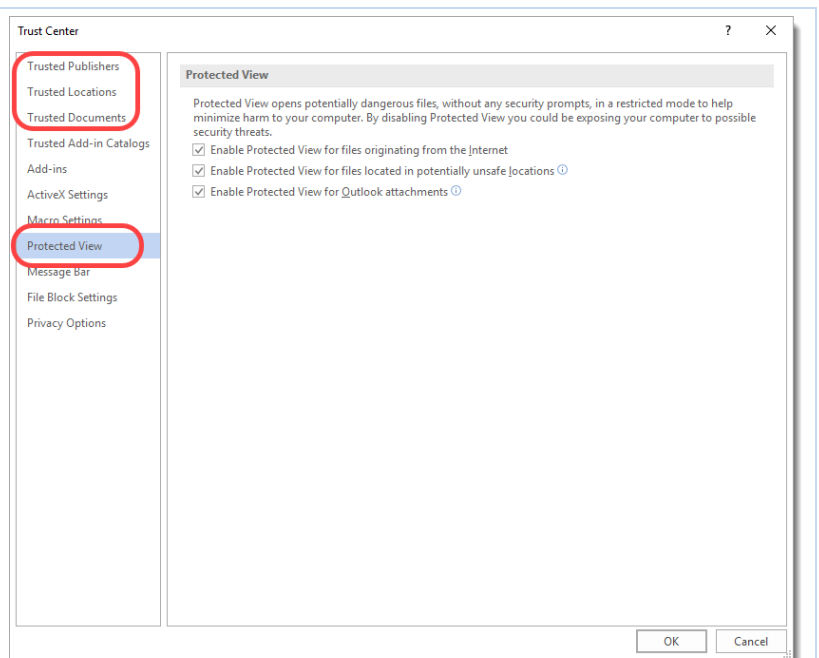 Trust Center
?
Trusted Publishers
Trusted Locations
Trusted Documents
Trusted Add-in Catalogs
Add-ins
ActiveX Settings
Macro Settings
Protected View
Message Bar
File Block Settings
Privacy Options
Protected View
Protected View opens potentially dangerous files, without any security prompts, in a restricted mode to help
minimize harm to your computer. By disabling Protected View you could be exposing your computer to possible
security threats.
Enable Protected View for files originating from the Internet
Enable Protected View for files located in potentially unsafe locations
Enable Protected View for Outlook attachments
OK
Cancel